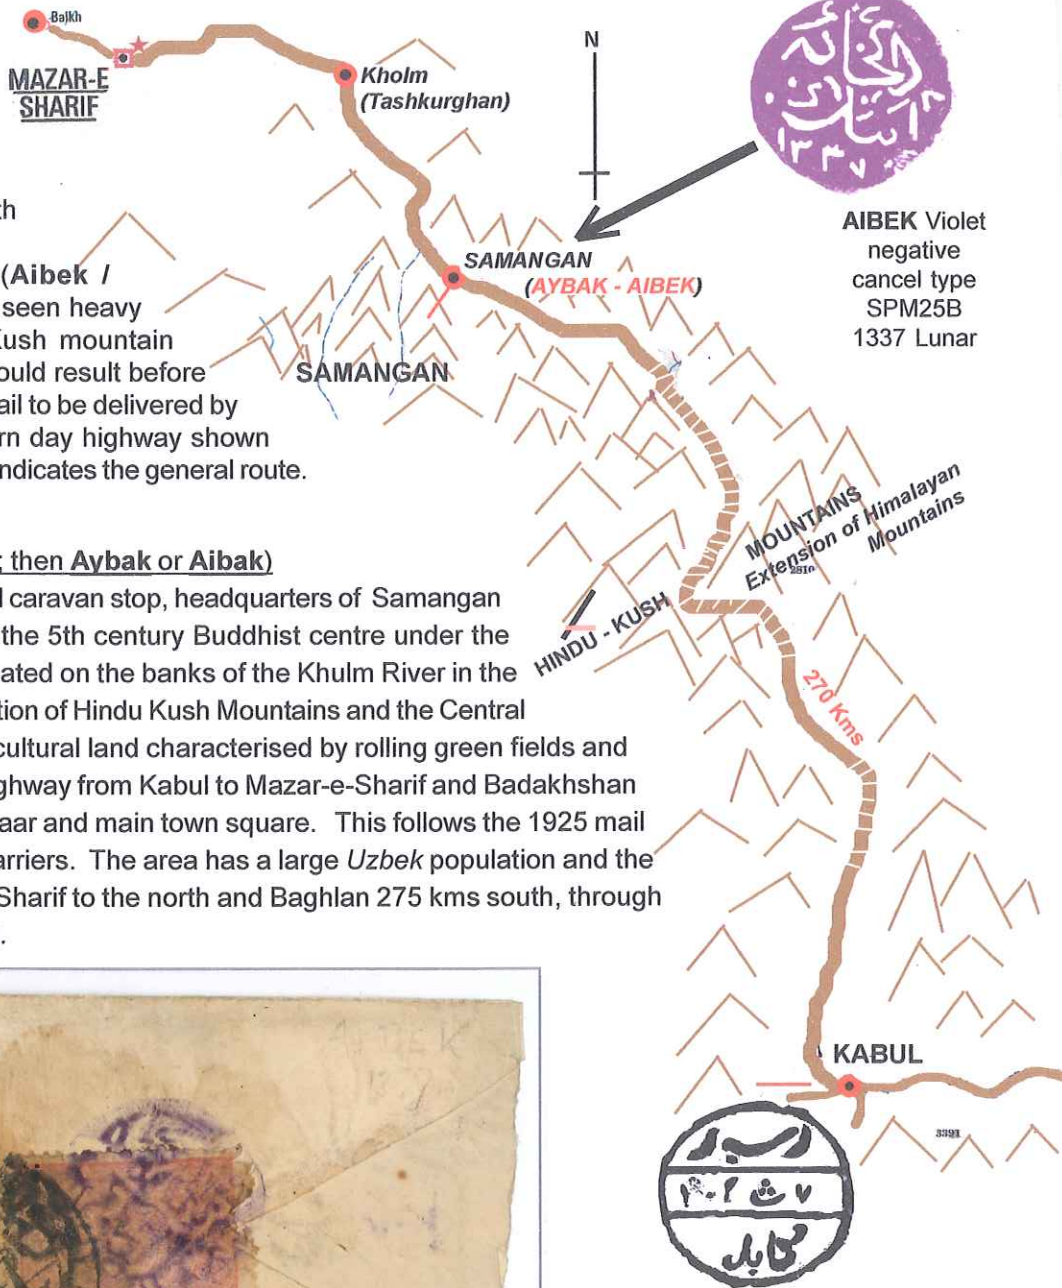 Balkh
MAZAR-E
SHARIF
Kholm
(Tashkurghan)
N
AIBEK Violet
negative
cancel type
SPM25B
1337 Lunar
SAMANGAN
(AYBAK - AIBEK)
SAMANGAN
th
(Aibek /
seen heavy
Kush mountain
ould result before
ail to be delivered by
rn day highway shown
ndicates the general route.
; then Aybak or Aibak)
l caravan stop, headquarters of Samangan
the 5th century Buddhist centre under the
ated on the banks of the Khulm River in the
tion of Hindu Kush Mountains and the Central
cultural land characterised by rolling green fields and
ghway from Kabul to Mazar-e-Sharif and Badakhshan
aar and main town square. This follows the 1925 mail
arriers. The area has a large Uzbek population and the
Sharif to the north and Baghlan 275 kms south, through
.
HINDU - KUSH
MOUNTAINS
Extension of Himalayan
Mountains
270 Kms
KABUL
3391
۱۳۳۷
کابل
AIBEK